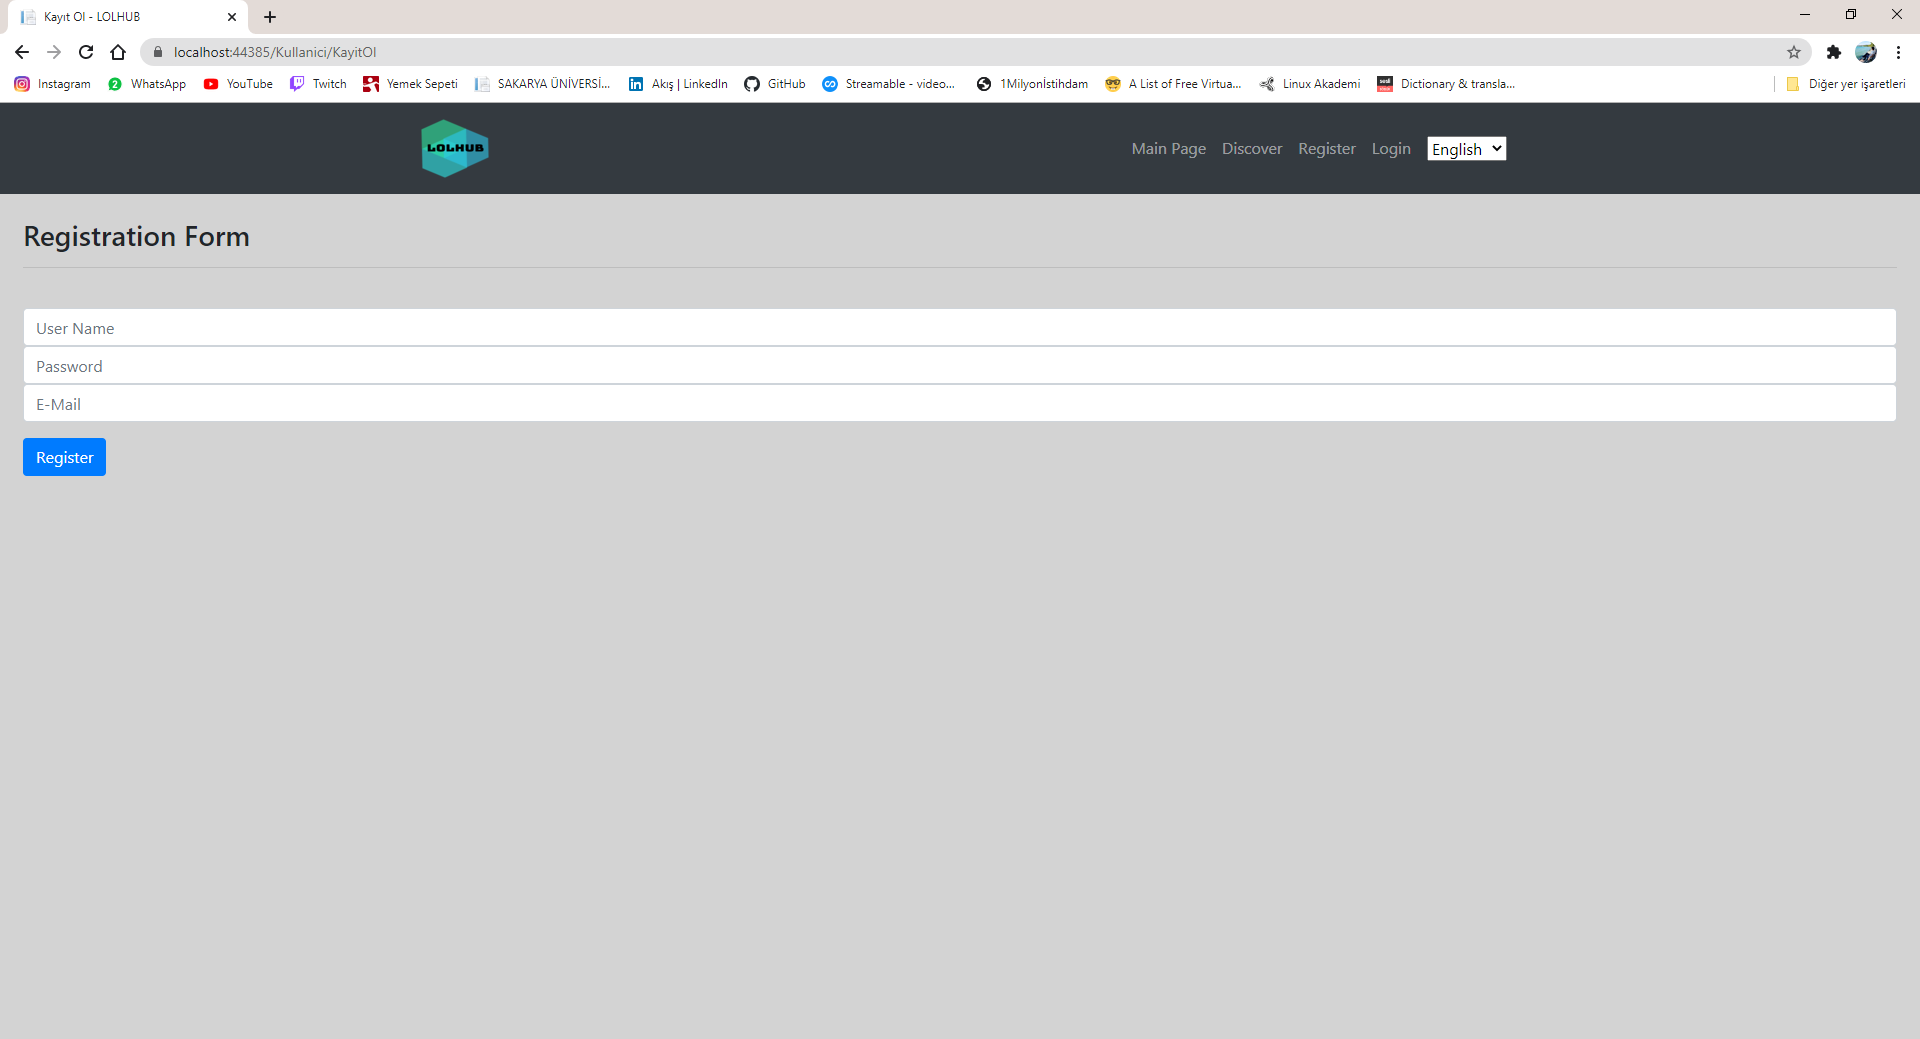 Kayıt Ol - LOLHUB
localhost:44385/Kullanici/KayitOl
Instagram WhatsApp YouTube Twitch Yemek Sepeti SAKARYA ÜNİVERSİ... Akış | LinkedIn GitHub Streamable - video... 1Milyonİstihdam A List of Free Virtua... Linux Akademi Dictionary & transla... Diğer yer işaretleri
LOLHUB Main Page Discover Register Login English
Registration Form
User Name
Password
E-Mail
Register